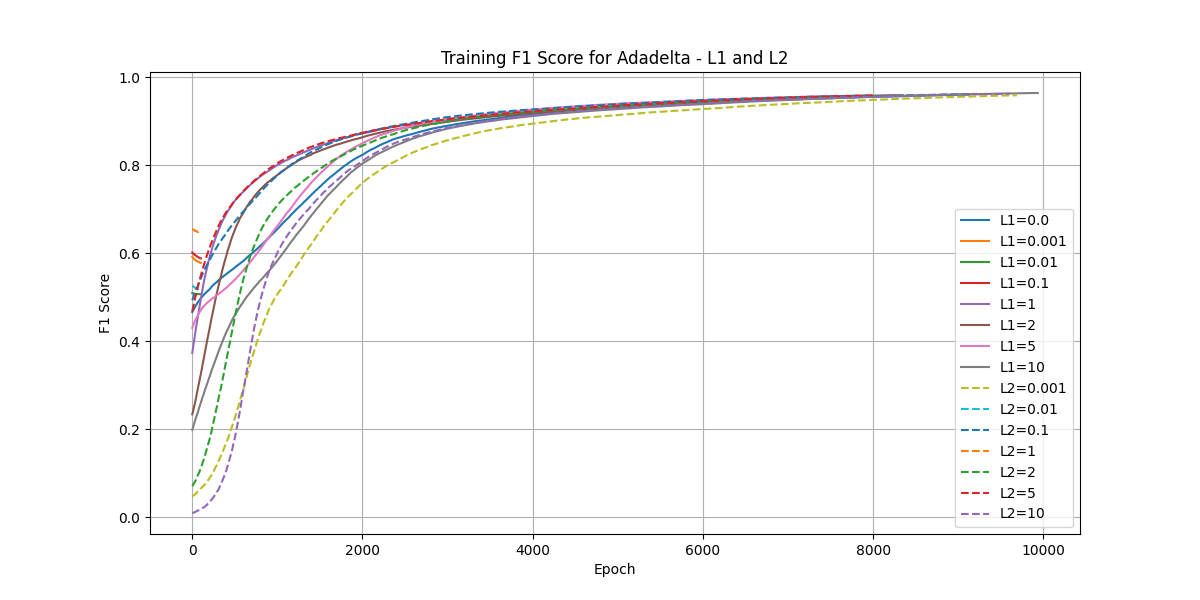 Training F1 Score for Adadelta - L1 and L2
1.0
0.8
0.6
0.4
0.2
0.0
F1 Score
0
2000
4000
6000
8000
10000
Epoch
L1=0.0
L1=0.001
L1=0.01
L1=0.1
L1=1
L1=2
L1=5
L1=10
L2=0.001
L2=0.01
L2=0.1
L2=1
L2=2
L2=5
L2=10